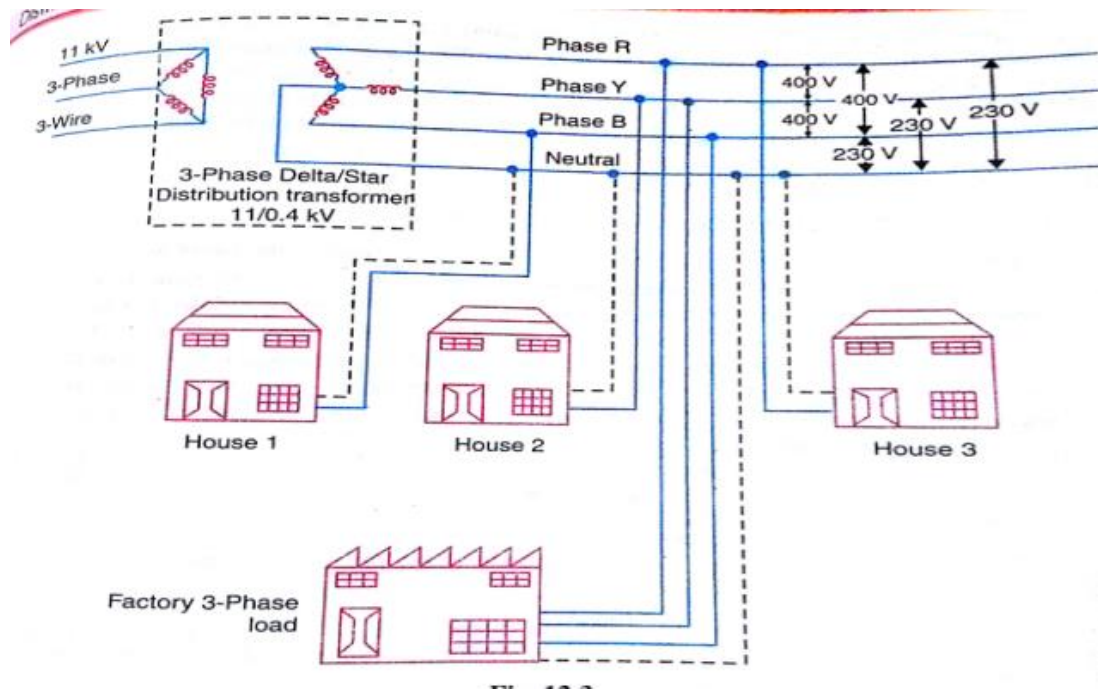 11 kV
3-Phase
3-Wire
3-Phase Delta/Star
Distribution transformer
11/0.4 kV
Phase R
Phase Y
Phase B
Neutral
400 V
400 V
400 V
230 V
230 V
230 V
House 1
House 2
House 3
Factory 3-Phase
load